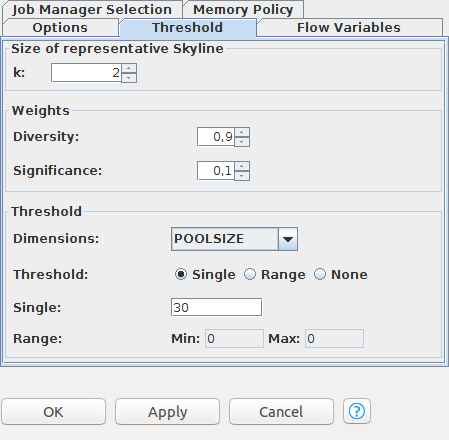 Job Manager Selection Memory Policy
Options Threshold Flow Variables
Size of representative Skyline
k: 2
Weights
Diversity: 0,9
Significance: 0,1
Threshold
Dimensions: POOLSIZE
Threshold: Single Range None
Single: 30
Range: Min: 0 Max: 0
OK Apply Cancel ?